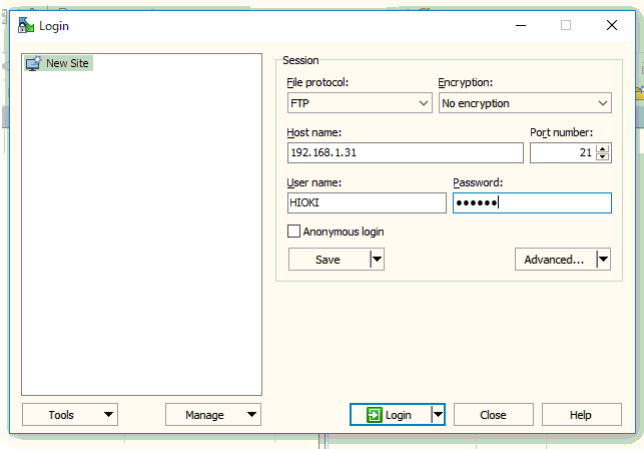 Login
New Site
Session
File protocol:
Encryption:
FTP
No encryption
Host name:
Port number:
192.168.1.31
21
User name:
Password:
HIOKI
••••••
Anonymous login
Save
Advanced...
Tools
Manage
Login
Close
Help